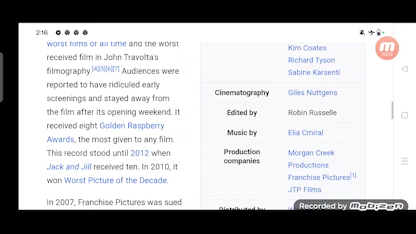 2:16
worst films of all time and the worst
received film in John Travolta's
filmography.[4][5][6][7] Audiences were
reported to have ridiculed early
screenings and stayed away from
the film after its opening weekend. It
received eight Golden Raspberry
Awards, the most given to any film.
This record stood until 2012 when
Jack and Jill received ten. In 2010, it
won Worst Picture of the Decade.
In 2007, Franchise Pictures was sued
Kim Coates
Richard Tyson
Sabine Karsenti
Cinematography Giles Nuttgens
Edited by Robin Russelle
Music by Elia Cmiral
Production companies
Morgan Creek
Productions
Franchise Pictures[1]
JTP Films
Distributed by
Recorded by mobizen